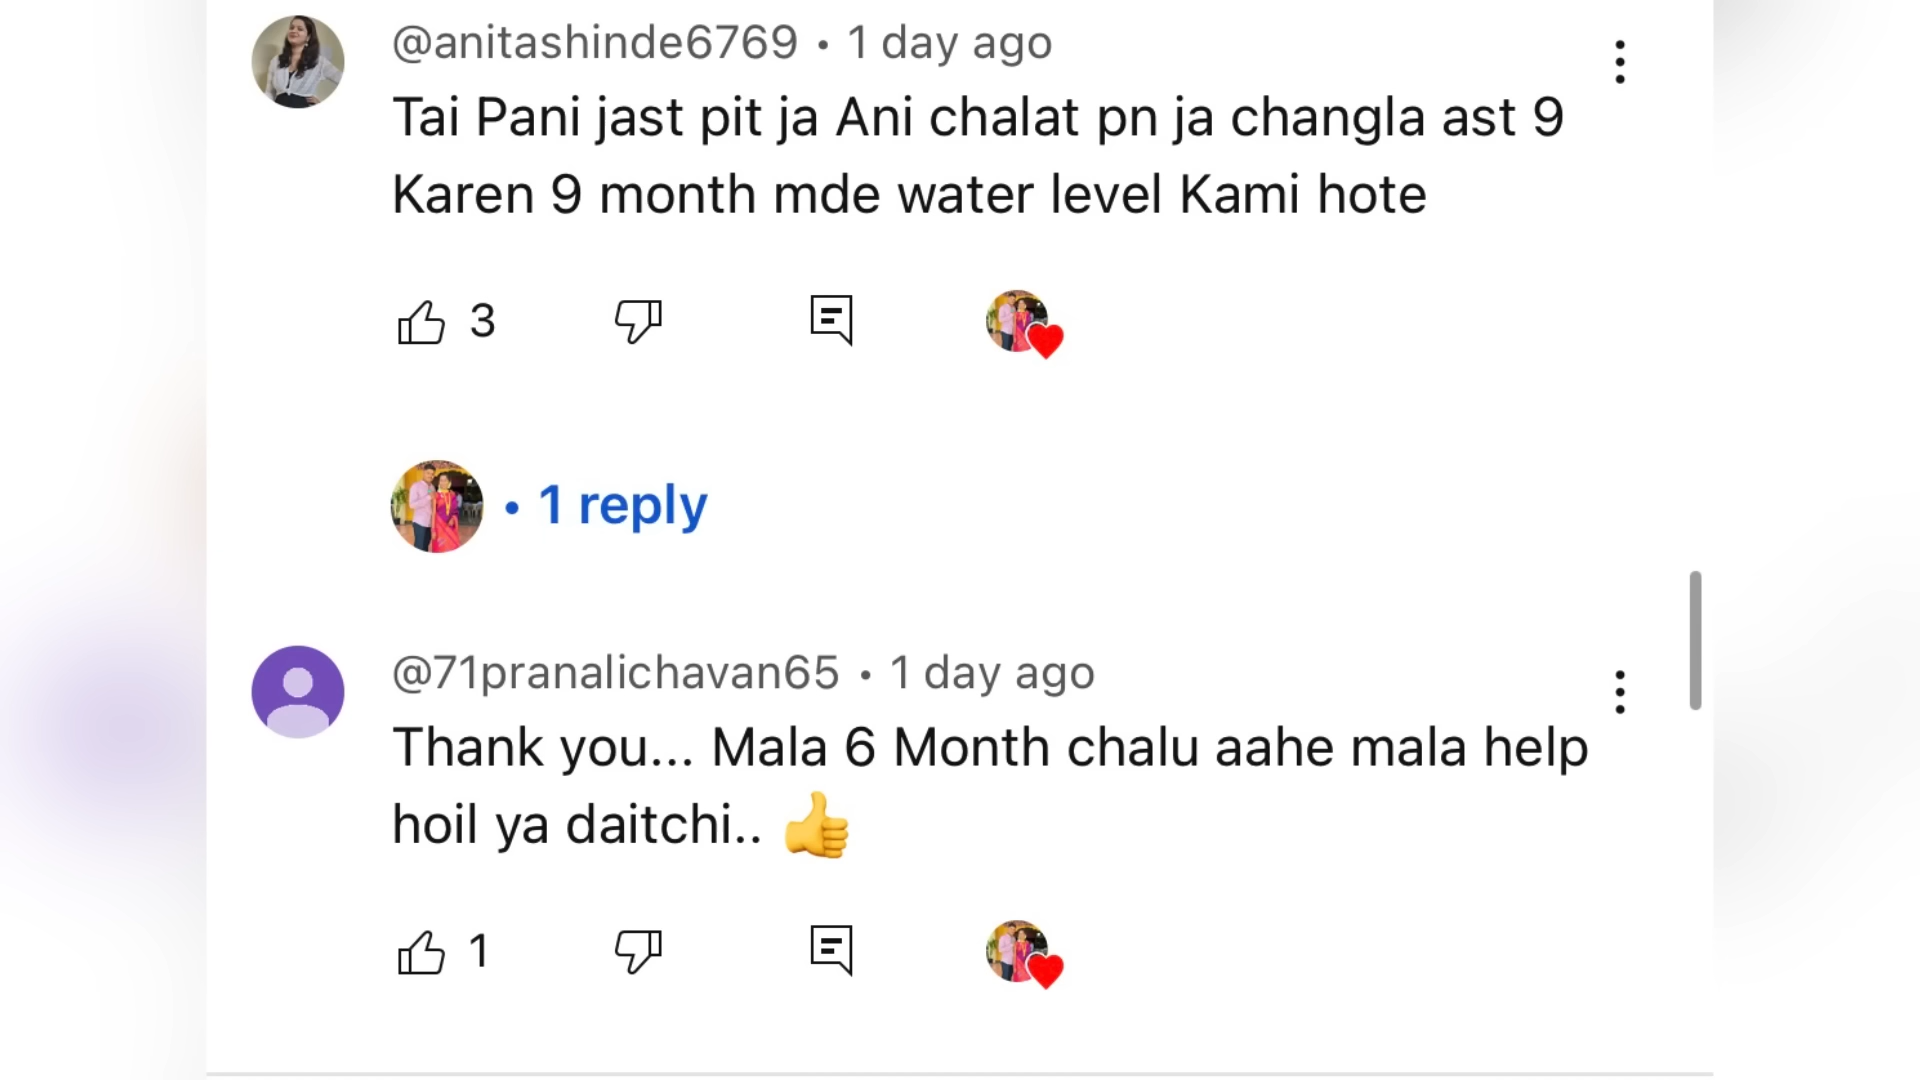 @anitashinde6769 • 1 day ago
Tai Pani jast pit ja Ani chalat pn ja changla ast 9
Karen 9 month mde water level Kami hote
3
• 1 reply
@71pranalichavan65 • 1 day ago
Thank you... Mala 6 Month chalu aahe mala help
hoil ya daitchi.. 👍
1